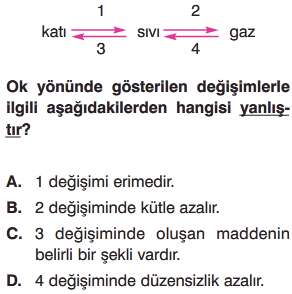 1 2
katı sıvı gaz
3 4
Ok yönünde gösterilen değişimlerle
ilgili aşağıdakilerden hangisi yanlış-
tır?
A. 1 değişimi erimedir.
B. 2 değişiminde kütle azalır.
C. 3 değişiminde oluşan maddenin
belirli bir şekli vardır.
D. 4 değişiminde düzensizlik azalır.